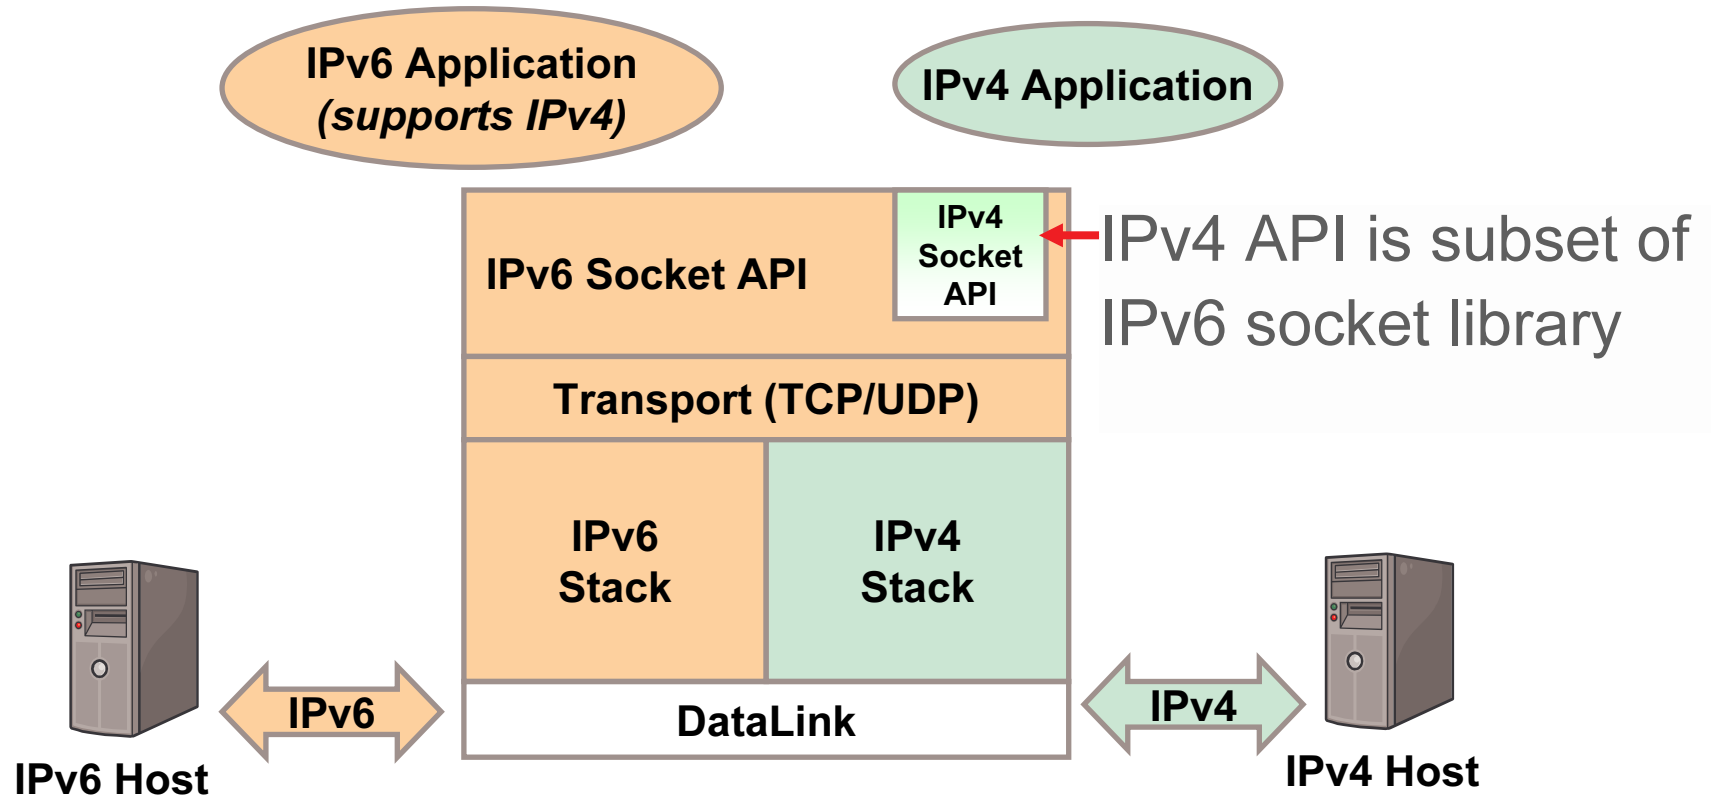 IPv6 Application
(supports IPv4)
IPv4 Application
IPv6 Socket API
IPv4
Socket
API
IPv4 API is subset of
IPv6 socket library
Transport (TCP/UDP)
IPv6
Stack
IPv4
Stack
IPv6
DataLink
IPv4
IPv6 Host
IPv4 Host